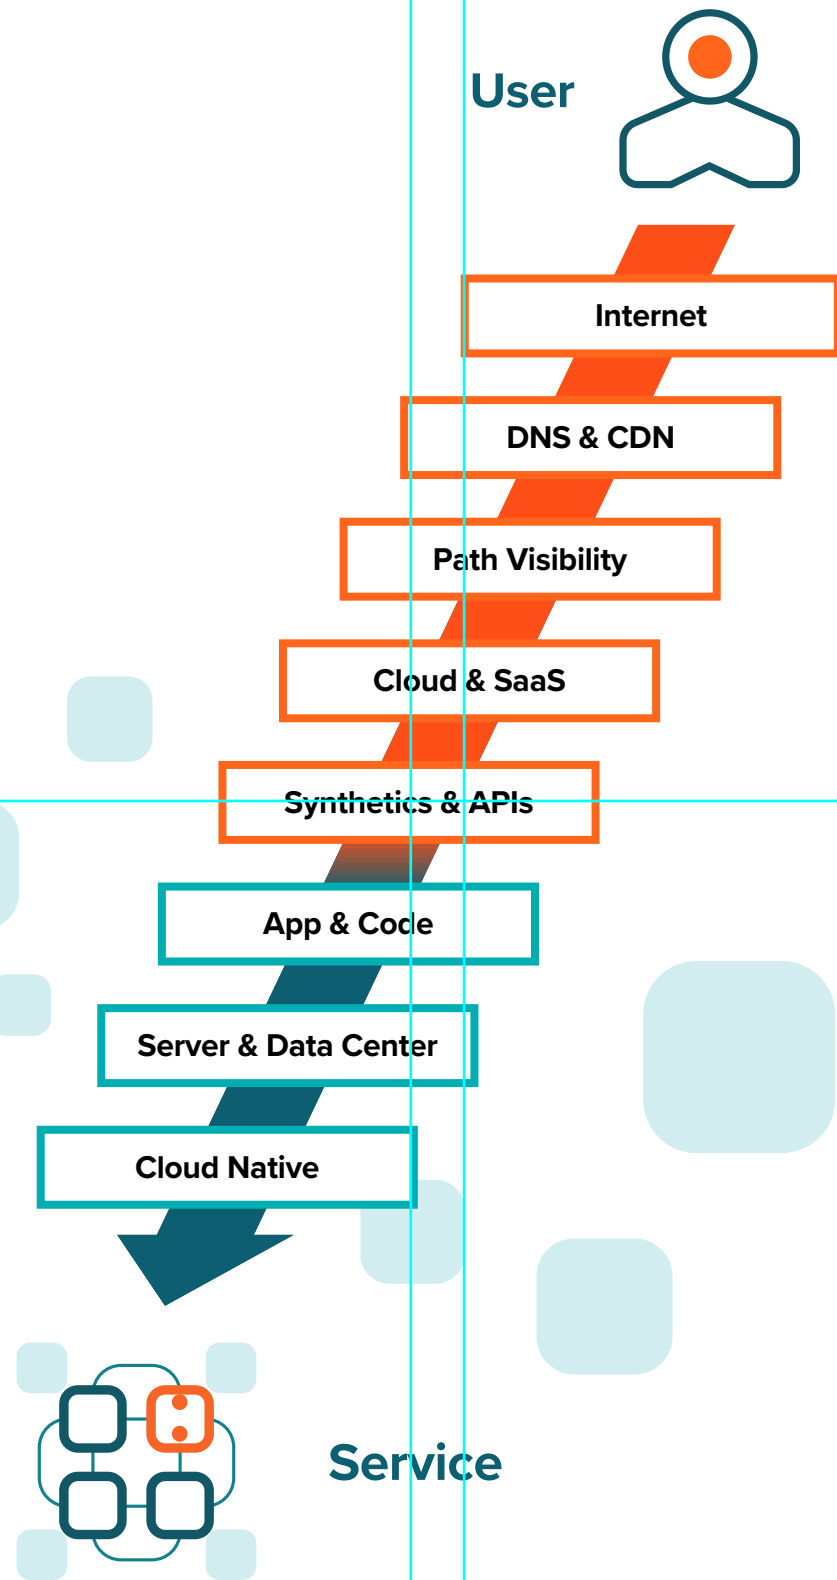 User
Internet
DNS & CDN
Path Visibility
Cloud & SaaS
Synthetics & APIs
App & Code
Server & Data Center
Cloud Native
Service